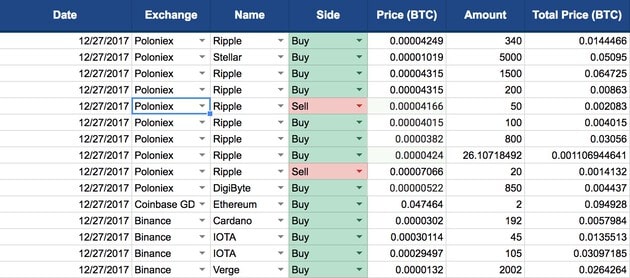 Date Exchange Name Side Price (BTC) Amount Total Price (BTC)
12/27/2017 Poloniex Ripple Buy 0.00004249 340 0.0144466
12/27/2017 Poloniex Stellar Buy 0.00001019 5000 0.05095
12/27/2017 Poloniex Ripple Buy 0.00004315 1500 0.064725
12/27/2017 Poloniex Ripple Buy 0.00004315 200 0.00863
12/27/2017 Poloniex Ripple Sell 0.00004166 50 0.002083
12/27/2017 Poloniex Ripple Buy 0.00004015 100 0.004015
12/27/2017 Poloniex Ripple Buy 0.0000382 800 0.03056
12/27/2017 Poloniex Ripple Buy 0.0000424 26.10718492 0.001106944641
12/27/2017 Poloniex Ripple Sell 0.00007066 20 0.0014132
12/27/2017 Poloniex DigiByte Buy 0.00000522 850 0.004437
12/27/2017 Coinbase GD Ethereum Buy 0.047464 2 0.094928
12/27/2017 Binance Cardano Buy 0.0000302 192 0.0057984
12/27/2017 Binance IOTA Buy 0.00030114 45 0.0135513
12/27/2017 Binance IOTA Buy 0.00029497 105 0.03097185
12/27/2017 Binance Verge Buy 0.0000132 2002 0.0264264